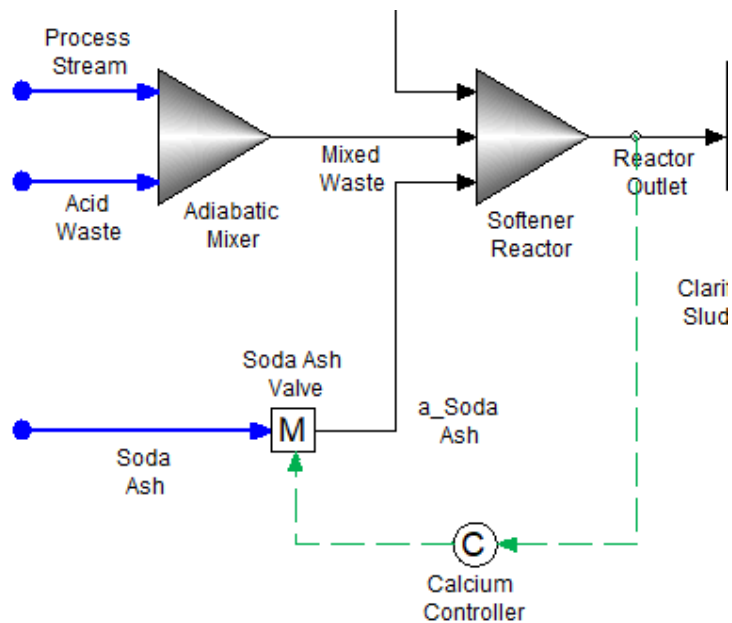 Process
Stream
Acid
Waste
Adiabatic
Mixer
Mixed
Waste
Softener
Reactor
Reactor
Outlet
Soda Ash
Valve
M
a_Soda
Ash
Soda
Ash
C
Calcium
Controller